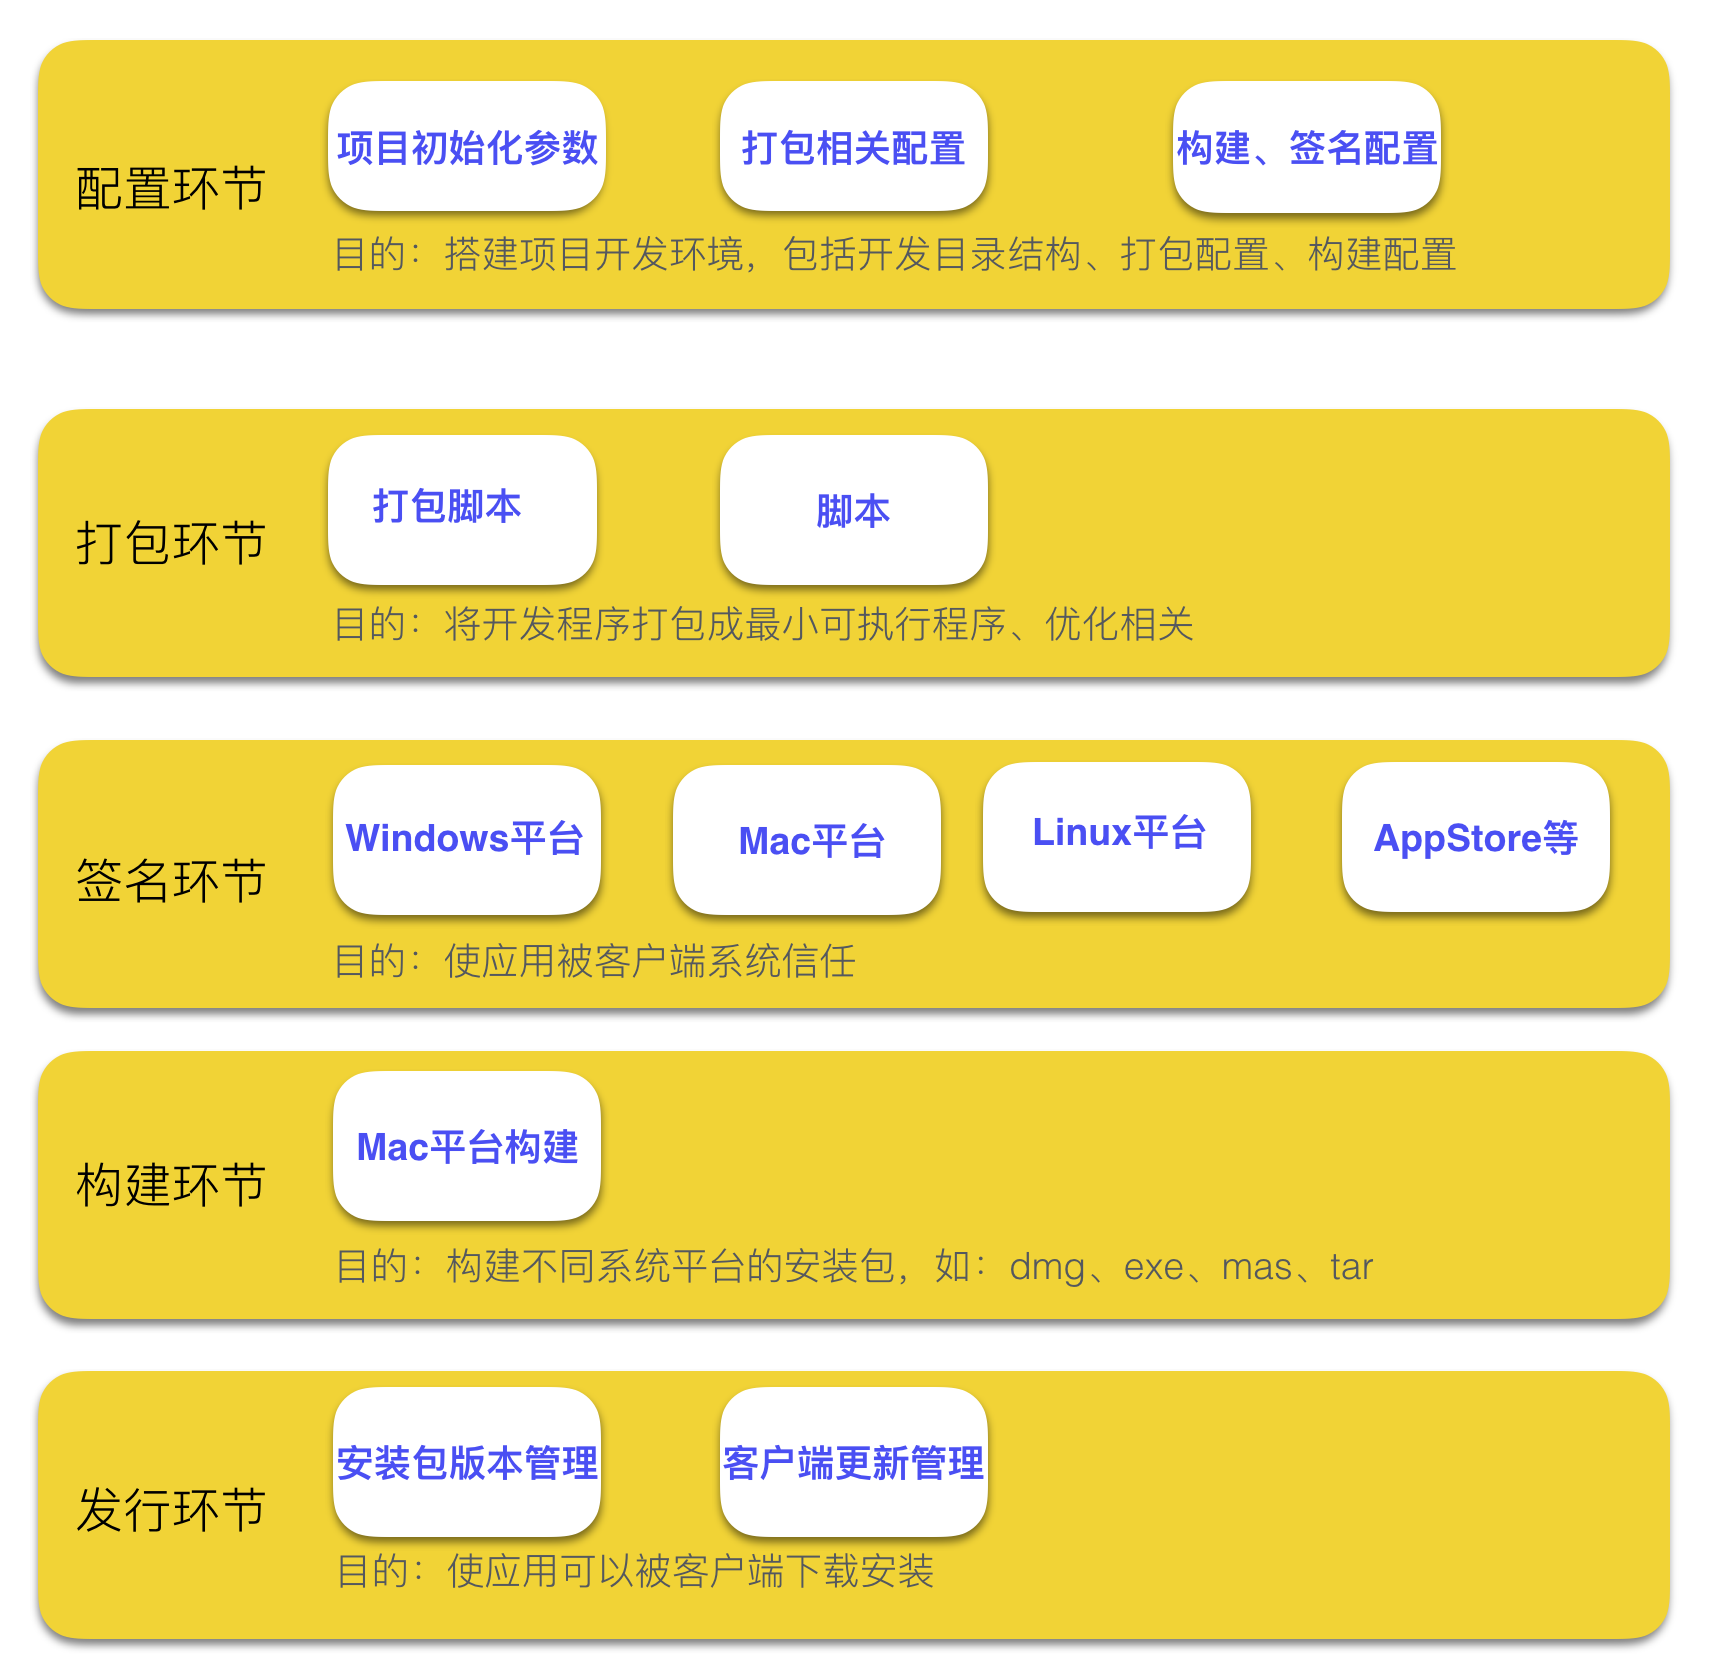 项目初始化参数
打包相关配置
构建、签名配置
配置环节
目的：搭建项目开发环境，包括开发目录结构、打包配置、构建配置
打包脚本
脚本
打包环节
目的：将开发程序打包成最小可执行程序、优化相关
Windows平台
Mac平台
Linux平台
AppStore等
签名环节
目的：使应用被客户端系统信任
Mac平台构建
构建环节
目的：构建不同系统平台的安装包，如：dmg、exe、mas、tar
安装包版本管理
客户端更新管理
发行环节
目的：使应用可以被客户端下载安装